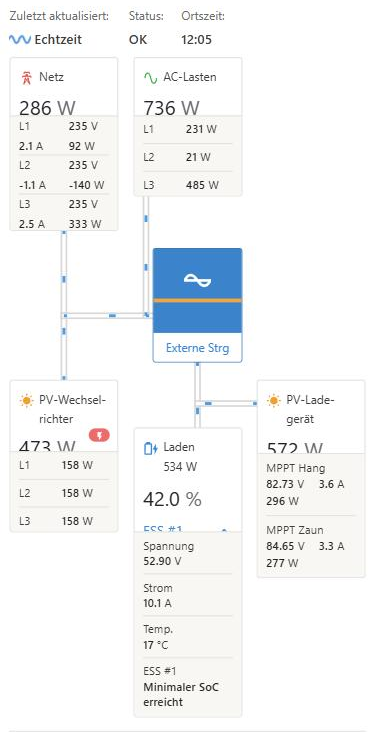 Zuletzt aktualisiert: Status: Ortszeit:
Echtzeit OK 12:05
Netz
286 W
L1 235 V
2.1 A 92 W
L2 235 V
-1.1 A -140 W
L3 235 V
2.5 A 333 W
AC-Lasten
736 W
L1 231 W
L2 21 W
L3 485 W
Externe Strg
PV-Wechsel-
richter
473 W
L1 158 W
L2 158 W
L3 158 W
Laden
534 W
42.0 %
ESS #1
Spannung
52.90 V
Strom
10.1 A
Temp.
17 °C
ESS #1
Minimaler SoC
erreicht
PV-Lade-
gerät
572 W
MPPT Hang
82.73 V 3.6 A
296 W
MPPT Zaun
84.65 V 3.3 A
277 W